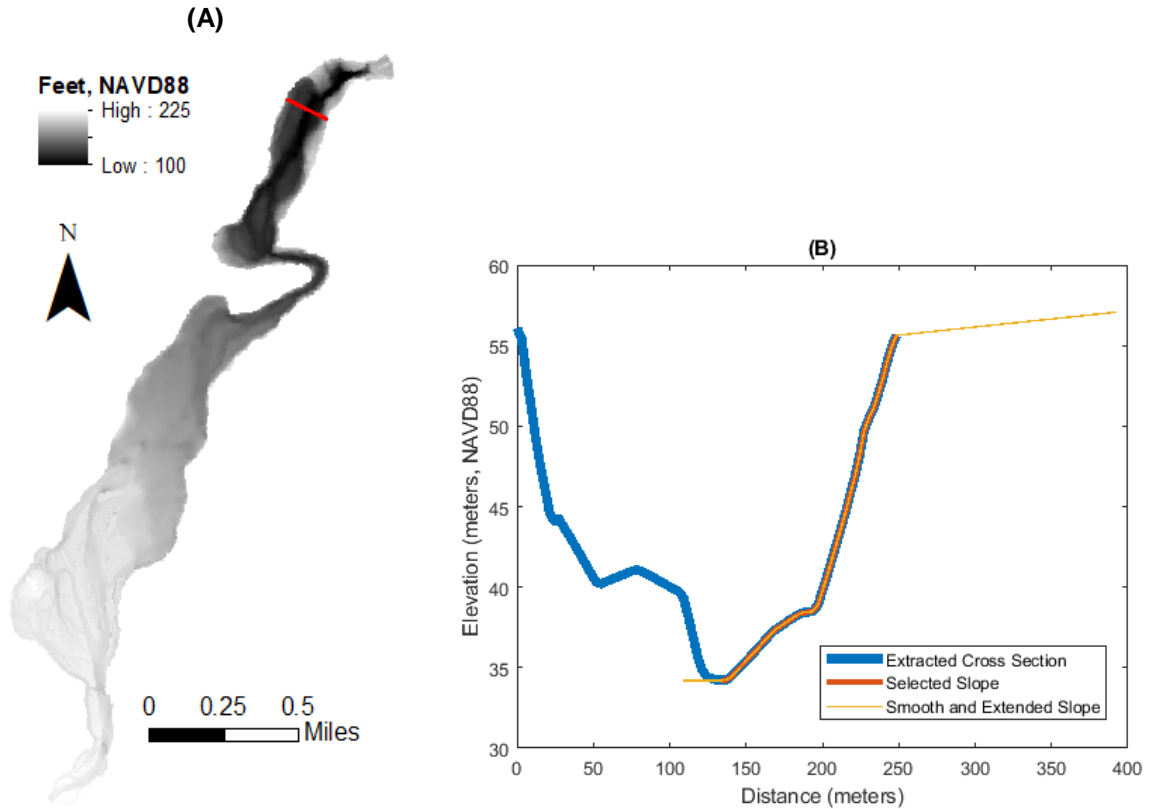 (A)
Feet, NAVD88
High : 225
Low : 100
N
0 0.25 0.5
Miles
(B)
60
55
50
45
40
35
30
Elevation (meters, NAVD88)
0 50 100 150 200 250 300 350 400
Distance (meters)
Extracted Cross Section
Selected Slope
Smooth and Extended Slope